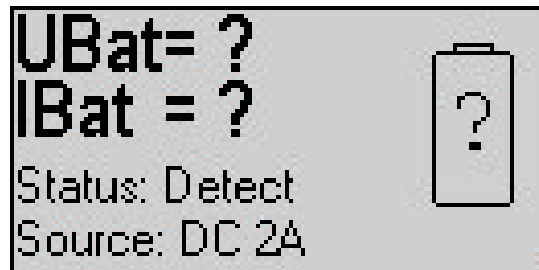 UBat= ?
IBat = ?
?
Status: Detect
Source: DC 2A